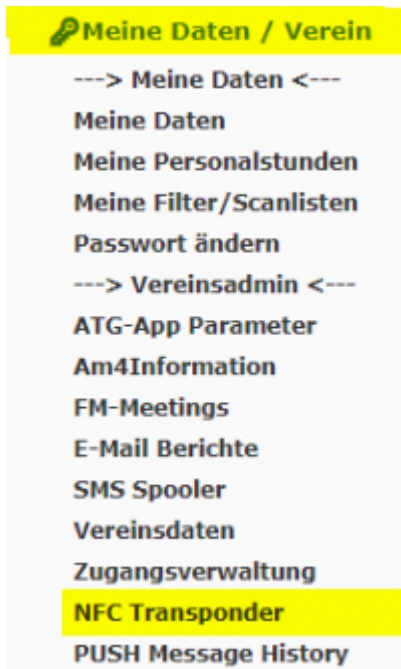 Meine Daten / Verein
---> Meine Daten <---
Meine Daten
Meine Personalstunden
Meine Filter/Scanlisten
Passwort ändern
---> Vereinsadmin <---
ATG-App Parameter
Am4Information
FM-Meetings
E-Mail Berichte
SMS Spooler
Vereinsdaten
Zugangsverwaltung
NFC Transponder
PUSH Message History